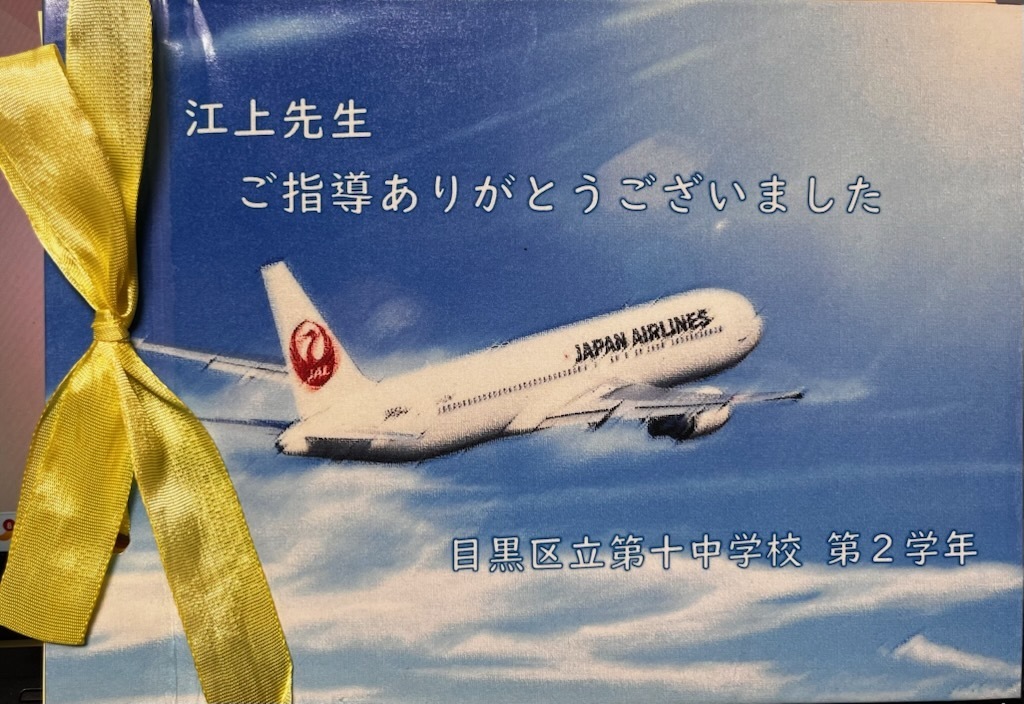 江上先生
ご指導ありがとうございました
JAPAN AIRLINES
JAL
目黒区立第十中学校 第２学年